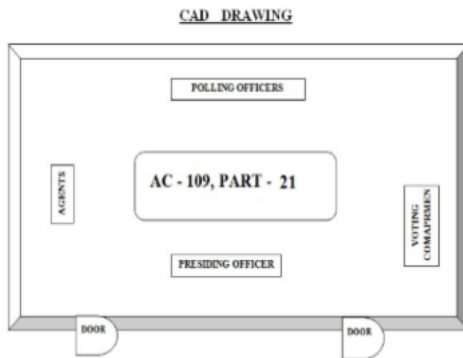 CAD DRAWING
POLLING OFFICERS
AC - 109, PART - 21
AGENTS
VOTING
COMAPRMEN
PRESIDING OFFICER
DOOR
DOOR